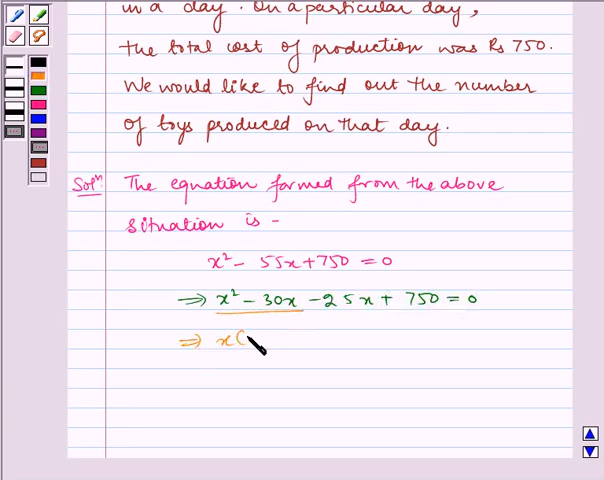 in a day. On a particular day,
the total cost of production was Rs 750.
We would like to find out the number
of toys produced on that day.
Solⁿ: The equation formed from the above
situation is -
x² - 55x + 750 = 0
⇒ x² - 30x - 25x + 750 = 0
⇒ x(